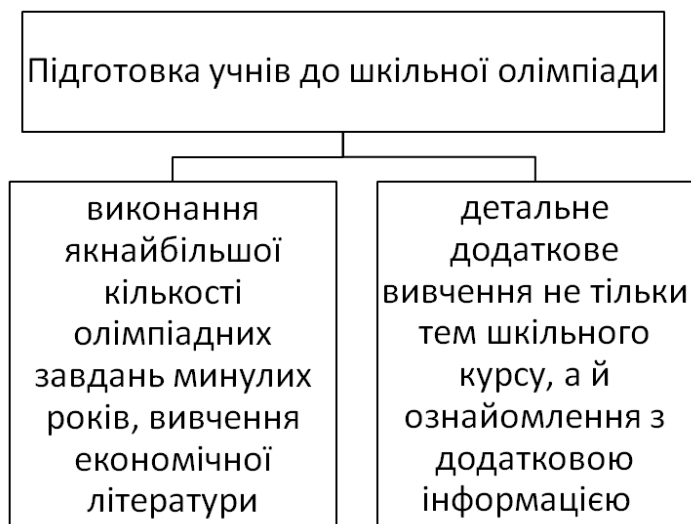 Підготовка учнів до шкільної олімпіади
виконання
якнайбільшої
кількості
олімпіадних
завдань минулих
років, вивчення
економічної
літератури
детальне
додаткове
вивчення не тільки
тем шкільного
курсу, а й
ознайомлення з
додатковою
інформацією